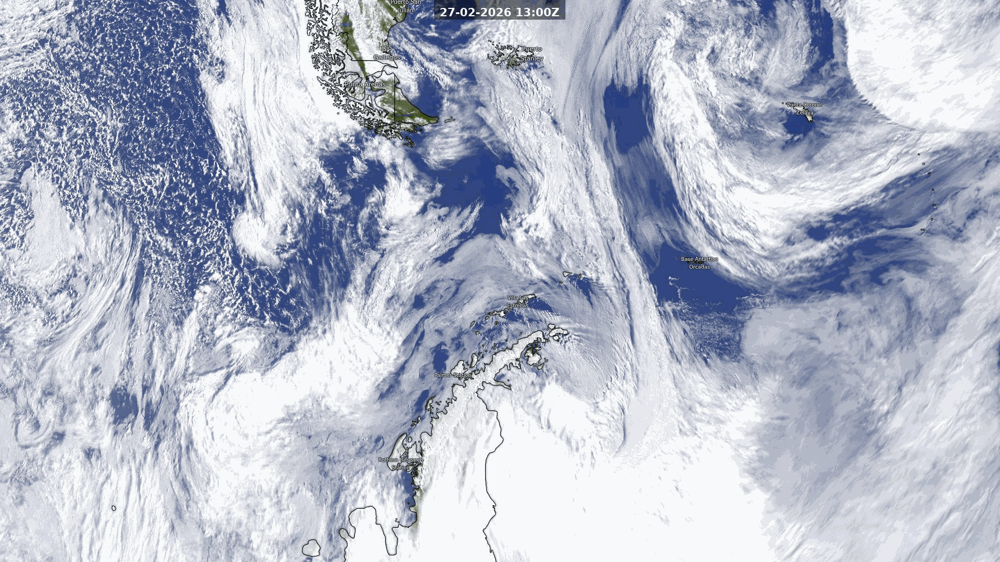 Puerto San
Julián
27-02-2026 13:00Z
Río
Gallegos
Puerto
Stanley
Punta Arenas
Punta Coronel
Zelaya
Base Antártica
Orcadas
Villa Las
Estrellas
Palmer Station
Rothera Research
Station